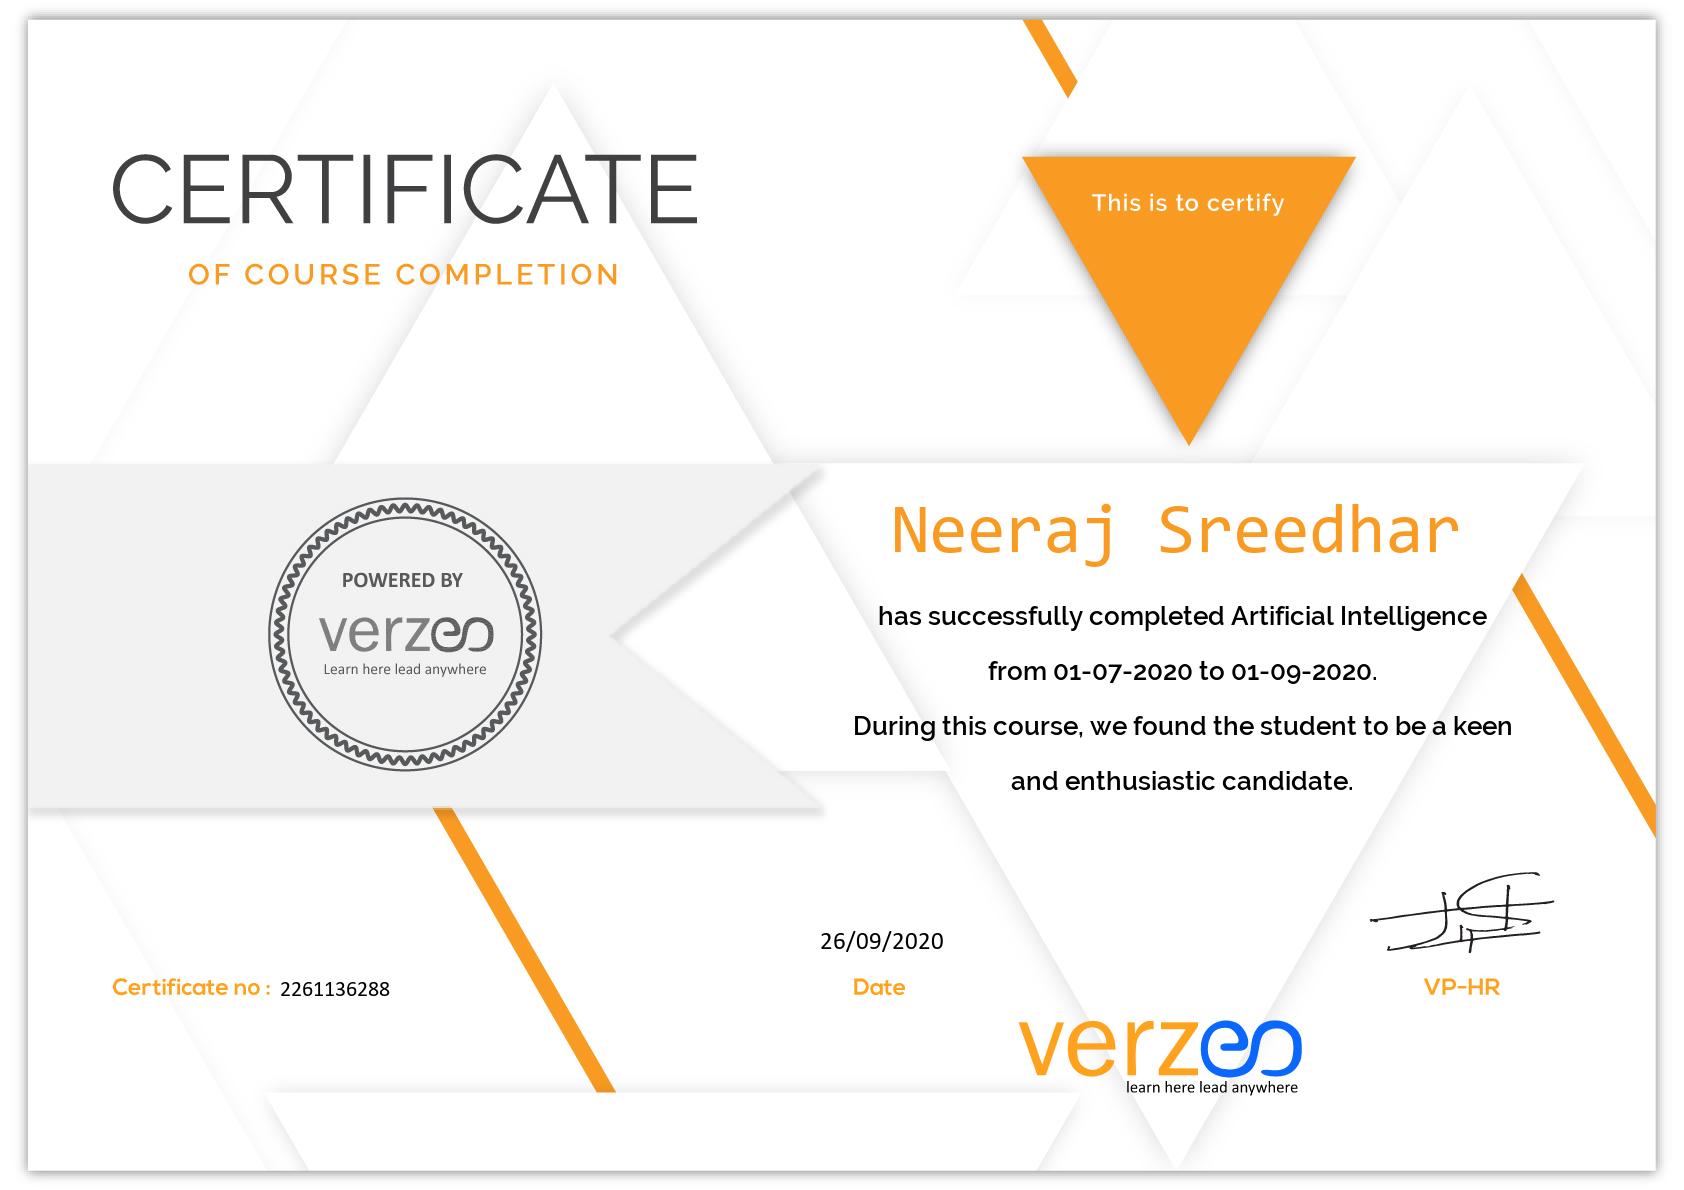 CERTIFICATE
OF COURSE COMPLETION
This is to certify
POWERED BY
verzeo
Learn here lead anywhere
Neeraj Sreedhar
has successfully completed Artificial Intelligence
from 01-07-2020 to 01-09-2020.
During this course, we found the student to be a keen
and enthusiastic candidate.
Certificate no : 2261136288
26/09/2020
Date
VP-HR
verzeo
learn here lead anywhere